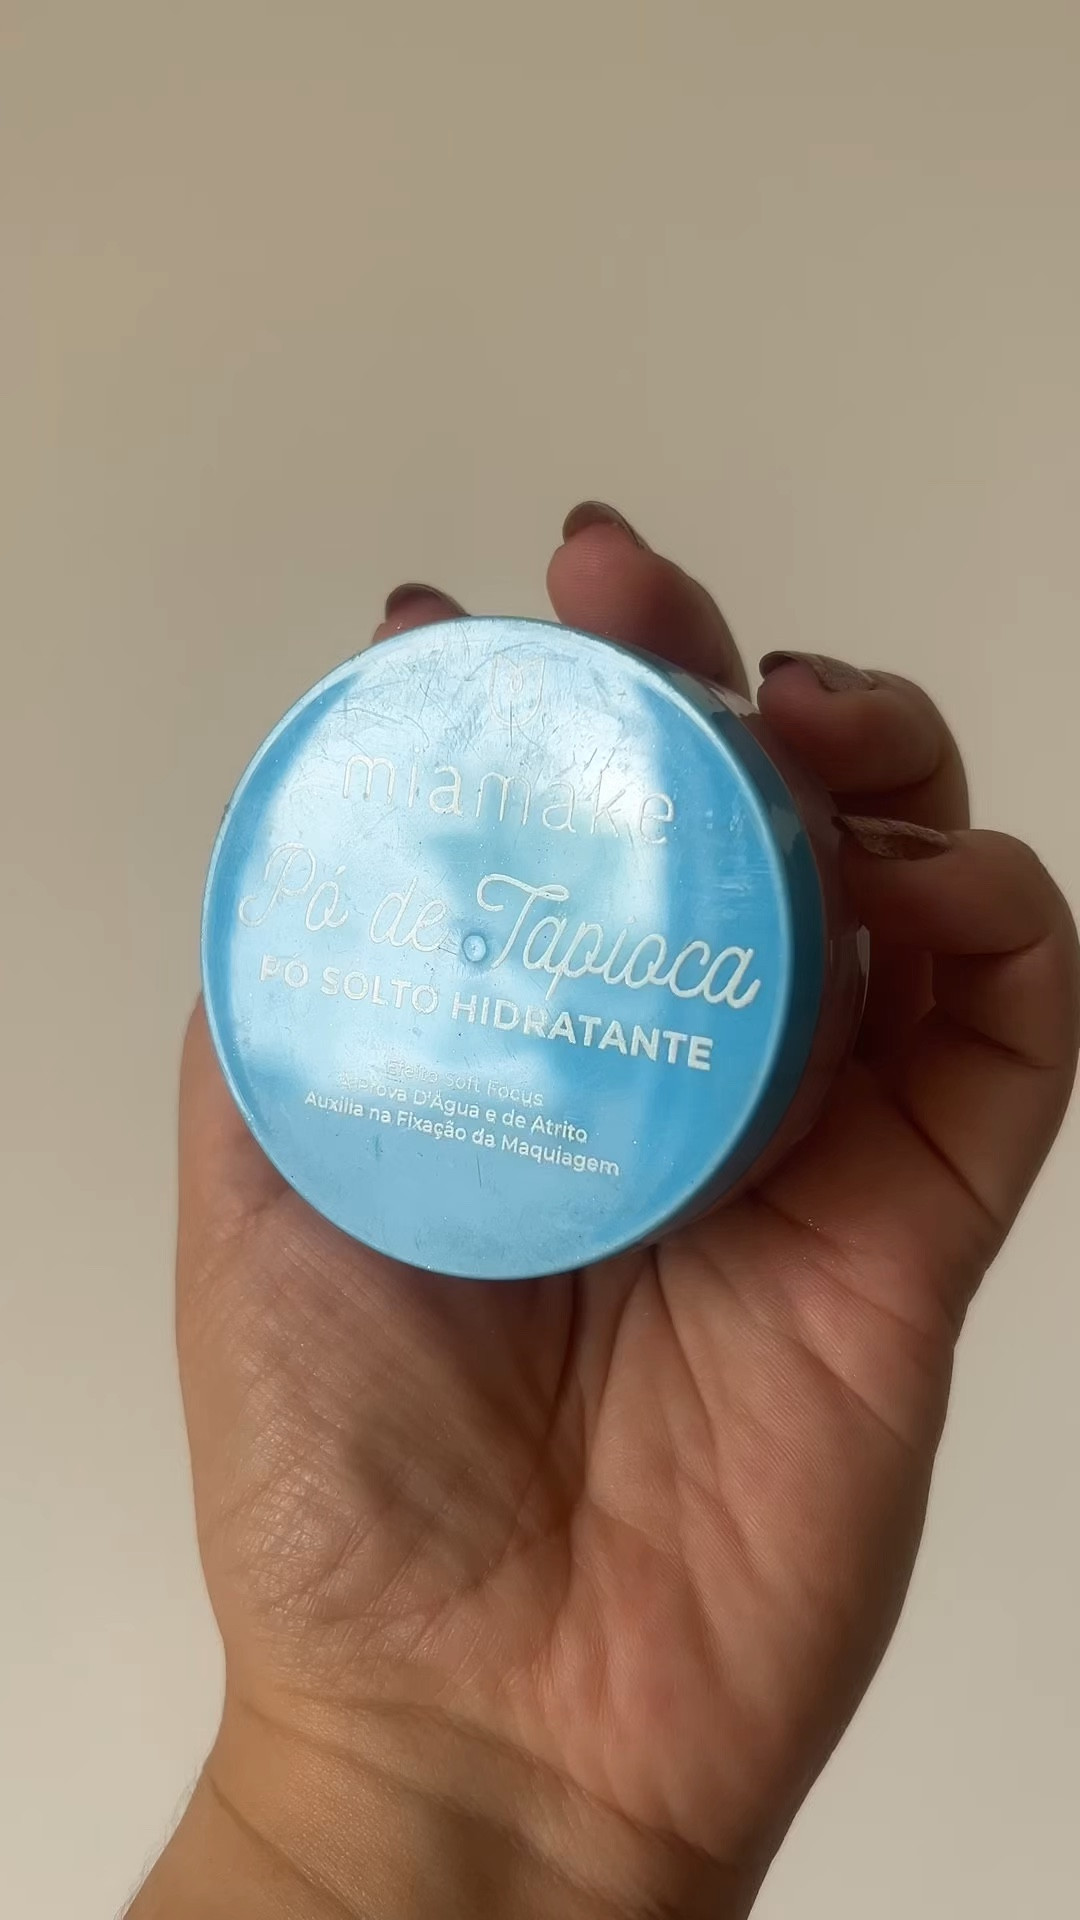 miamake
Pó de Tapioca
PÓ SOLTO HIDRATANTE
Efeito Soft Focus
À Prova D'Água e de Atrito
Auxilia na Fixação da Maquiagem